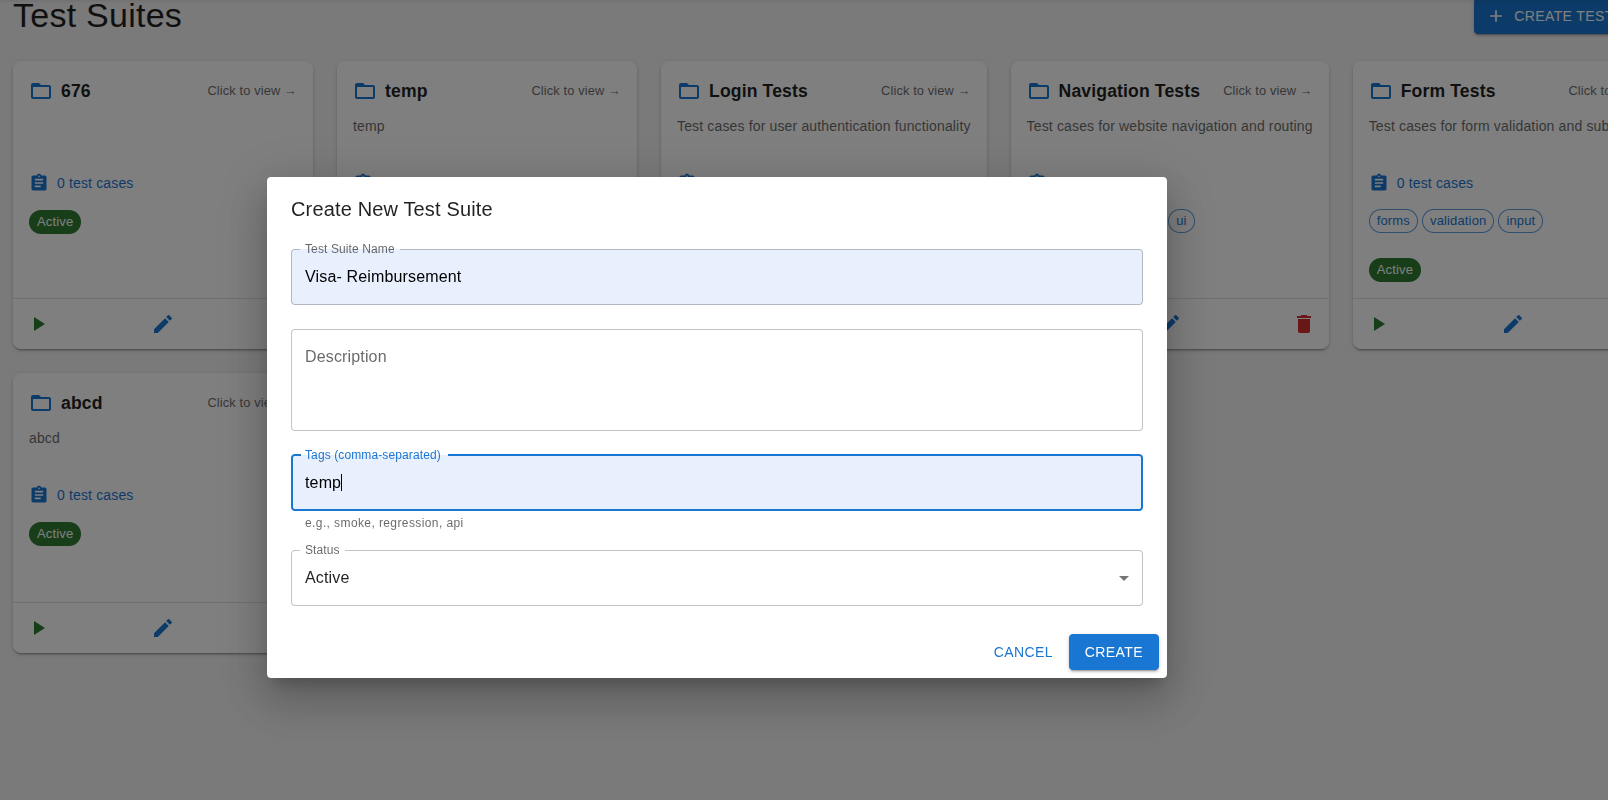 Test Suites
CREATE TEST
676
Click to view →
temp
Click to view →
Login Tests
Click to view →
Navigation Tests
Click to view →
Form Tests
temp
Test cases for user authentication functionality
Test cases for website navigation and routing
Test cases for form validation and
0 test cases
0 test cases
Active
ui
forms
validation
input
Active
abcd
Click to
abcd
0 test cases
Active
Create New Test Suite
Test Suite Name
Visa- Reimbursement
Description
Tags (comma-separated)
temp
e.g., smoke, regression, api
Status
Active
CANCEL
CREATE